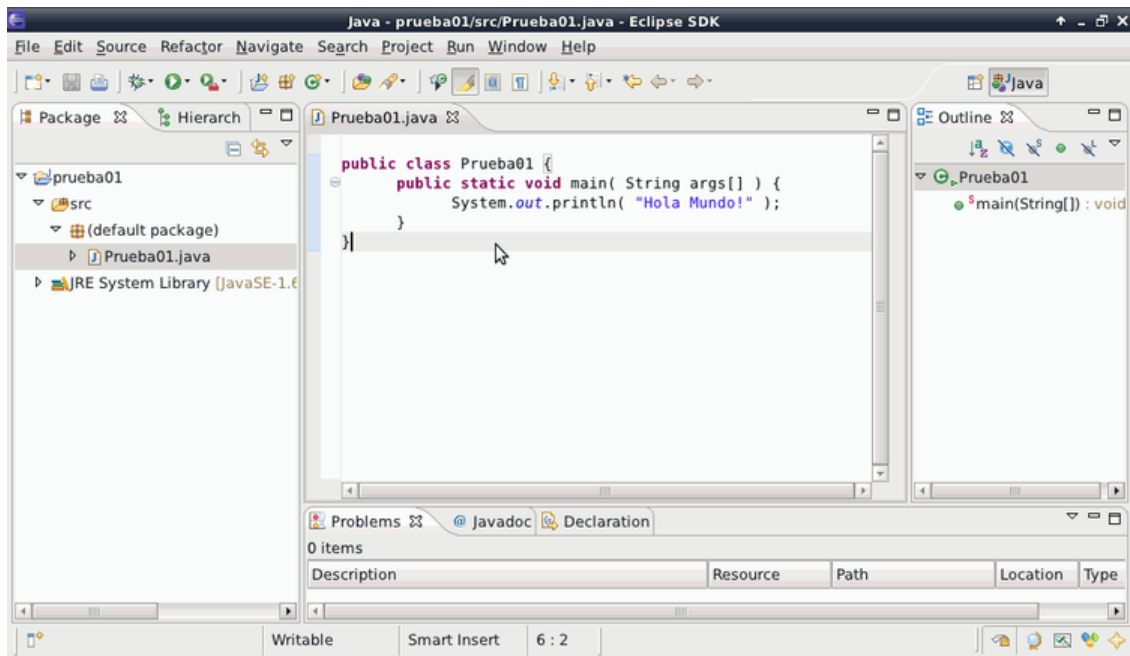 Java - prueba01/src/Prueba01.java - Eclipse SDK
File Edit Source Refactor Navigate Search Project Run Window Help
Java
Package
Hierarch
prueba01
src
(default package)
Prueba01.java
JRE System Library [JavaSE-1.6
Prueba01.java
public class Prueba01 {
public static void main( String args[] ) {
System.out.println( "Hola Mundo!" );
}
}
Outline
Prueba01
main(String[]) : void
Problems @ Javadoc Declaration
0 items
Description Resource Path Location Type
Writable Smart Insert 6 : 2